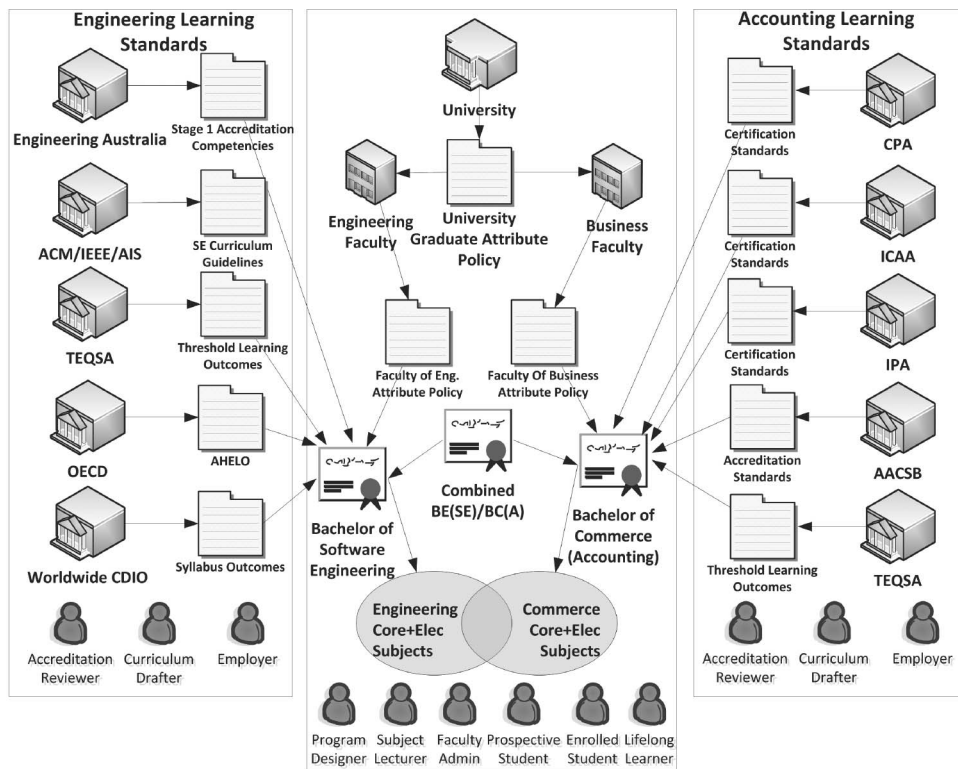 Engineering Learning
Standards
Engineering Australia
Stage 1 Accreditation
Competencies
ACM/IEEE/AIS
SE Curriculum
Guidelines
TEQSA
Threshold Learning
Outcomes
OECD
AHELO
Worldwide CDIO
Syllabus Outcomes
Accreditation
Reviewer
Curriculum
Drafter
Employer
University
Engineering
Faculty
University
Graduate Attribute
Policy
Business
Faculty
Faculty of Eng.
Attribute Policy
Faculty Of Business
Attribute Policy
Bachelor of
Software
Engineering
Combined
BE(SE)/BC(A)
Bachelor of
Commerce
(Accounting)
Engineering
Core+Elec
Subjects
Commerce
Core+Elec
Subjects
Program
Designer
Subject
Lecturer
Faculty
Admin
Prospective
Student
Enrolled
Student
Lifelong
Learner
Accounting Learning
Standards
Certification
Standards
CPA
Certification
Standards
ICAA
Certification
Standards
IPA
Accreditation
Standards
AACSB
Threshold Learning
Outcomes
TEQSA
Accreditation
Reviewer
Curriculum
Drafter
Employer